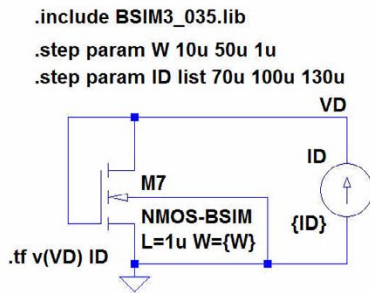 .include BSIM3_035.lib
.step param W 10u 50u 1u
.step param ID list 70u 100u 130u
VD
ID
M7
NMOS-BSIM
{ID}
L=1u W={W}
.tf v(VD) ID